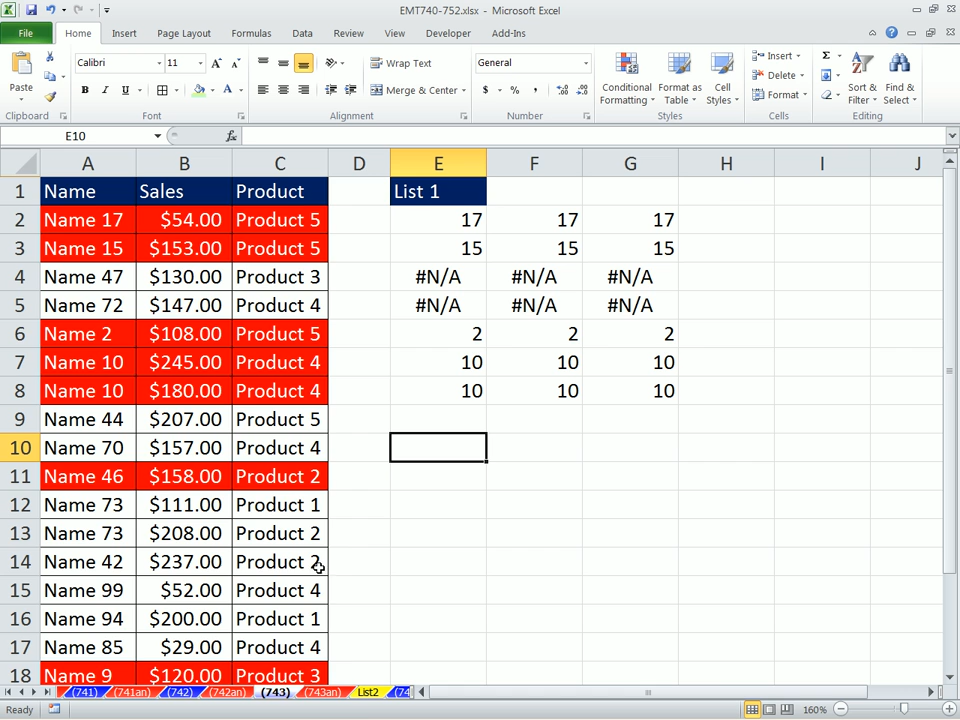 EMT740-752.xlsx - Microsoft Excel
File Home Insert Page Layout Formulas Data Review View Developer Add-Ins
Calibri 11 Wrap Text General Insert Σ
Paste B I U A Merge & Center $ % , Conditional Formatting Format as Table Cell Styles Delete Format Sort & Filter Find & Select
Clipboard Font Alignment Number Styles Cells Editing
E10 fx
A B C D E F G H I J
1 Name Sales Product List 1
2 Name 17 $54.00 Product 5 17 17 17
3 Name 15 $153.00 Product 5 15 15 15
4 Name 47 $130.00 Product 3 #N/A #N/A #N/A
5 Name 72 $147.00 Product 4 #N/A #N/A #N/A
6 Name 2 $108.00 Product 5 2 2 2
7 Name 10 $245.00 Product 4 10 10 10
8 Name 10 $180.00 Product 4 10 10 10
9 Name 44 $207.00 Product 5
10 Name 70 $157.00 Product 4
11 Name 46 $158.00 Product 2
12 Name 73 $111.00 Product 1
13 Name 73 $208.00 Product 2
14 Name 42 $237.00 Product 2
15 Name 99 $52.00 Product 4
16 Name 94 $200.00 Product 1
17 Name 85 $29.00 Product 4
18 Name 9 $120.00 Product 3
(741) (741an) (742) (742an) (743) (743an) List2 (74
Ready 160%